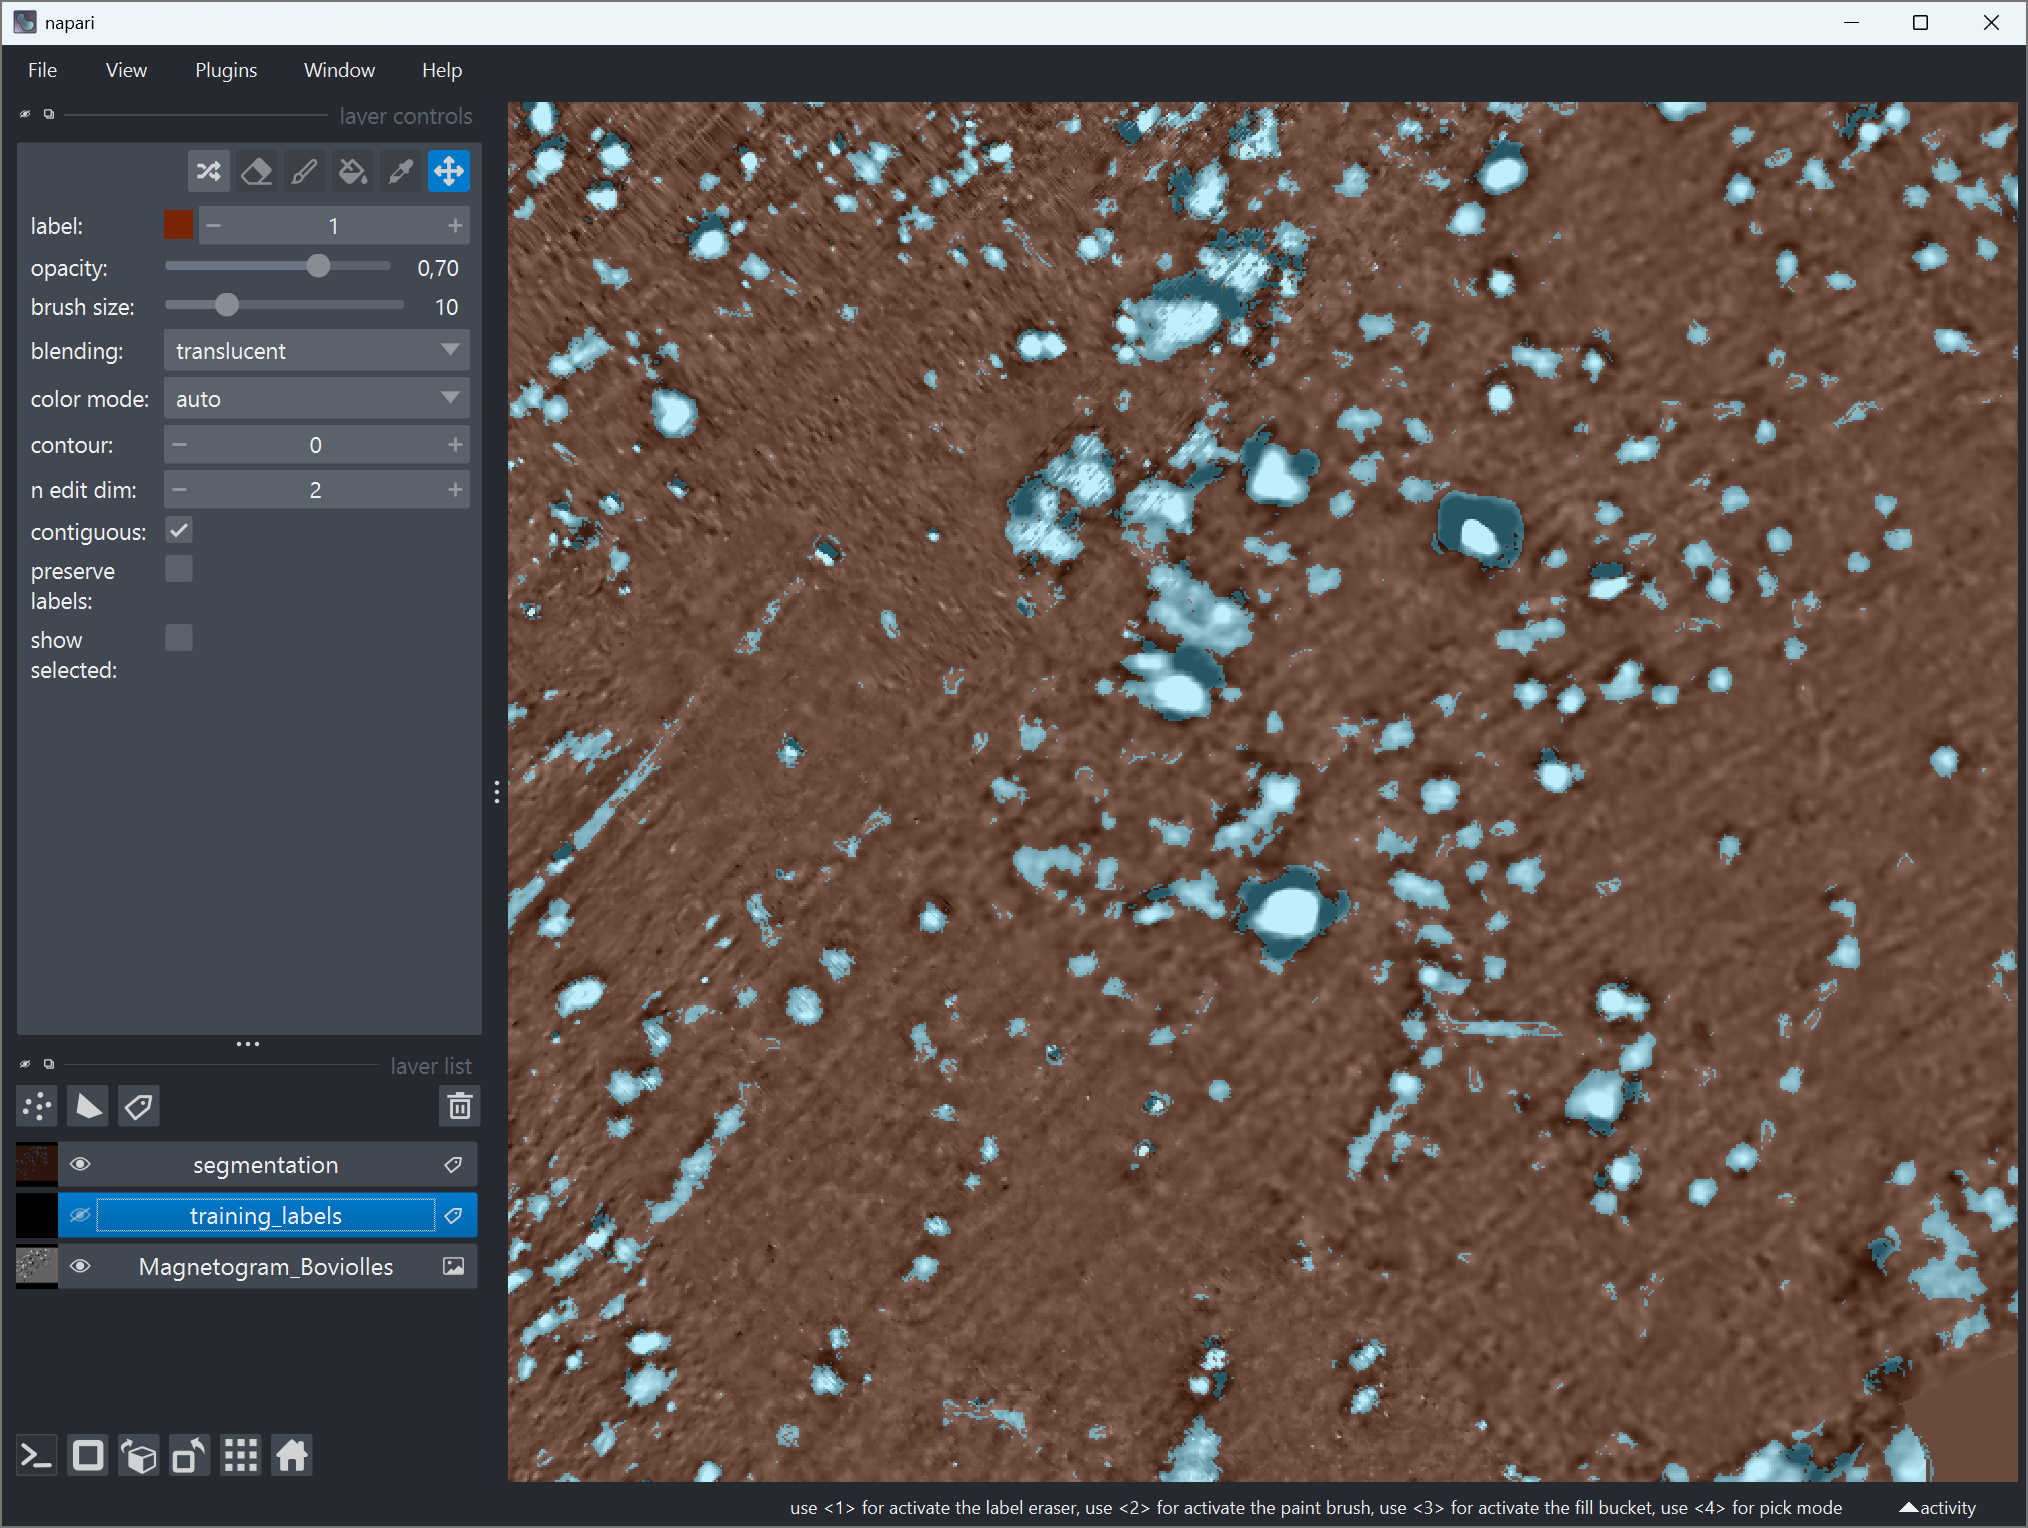 napari
File View Plugins Window Help
layer controls
label: 1
opacity: 0,70
brush size: 10
blending: translucent
color mode: auto
contour: 0
n edit dim: 2
contiguous:
preserve
labels:
show
selected:
layer list
segmentation
training_labels
Magnetogram_Boviolles
use <1> for activate the label eraser, use <2> for activate the paint brush, use <3> for activate the fill bucket, use <4> for pick mode
activity